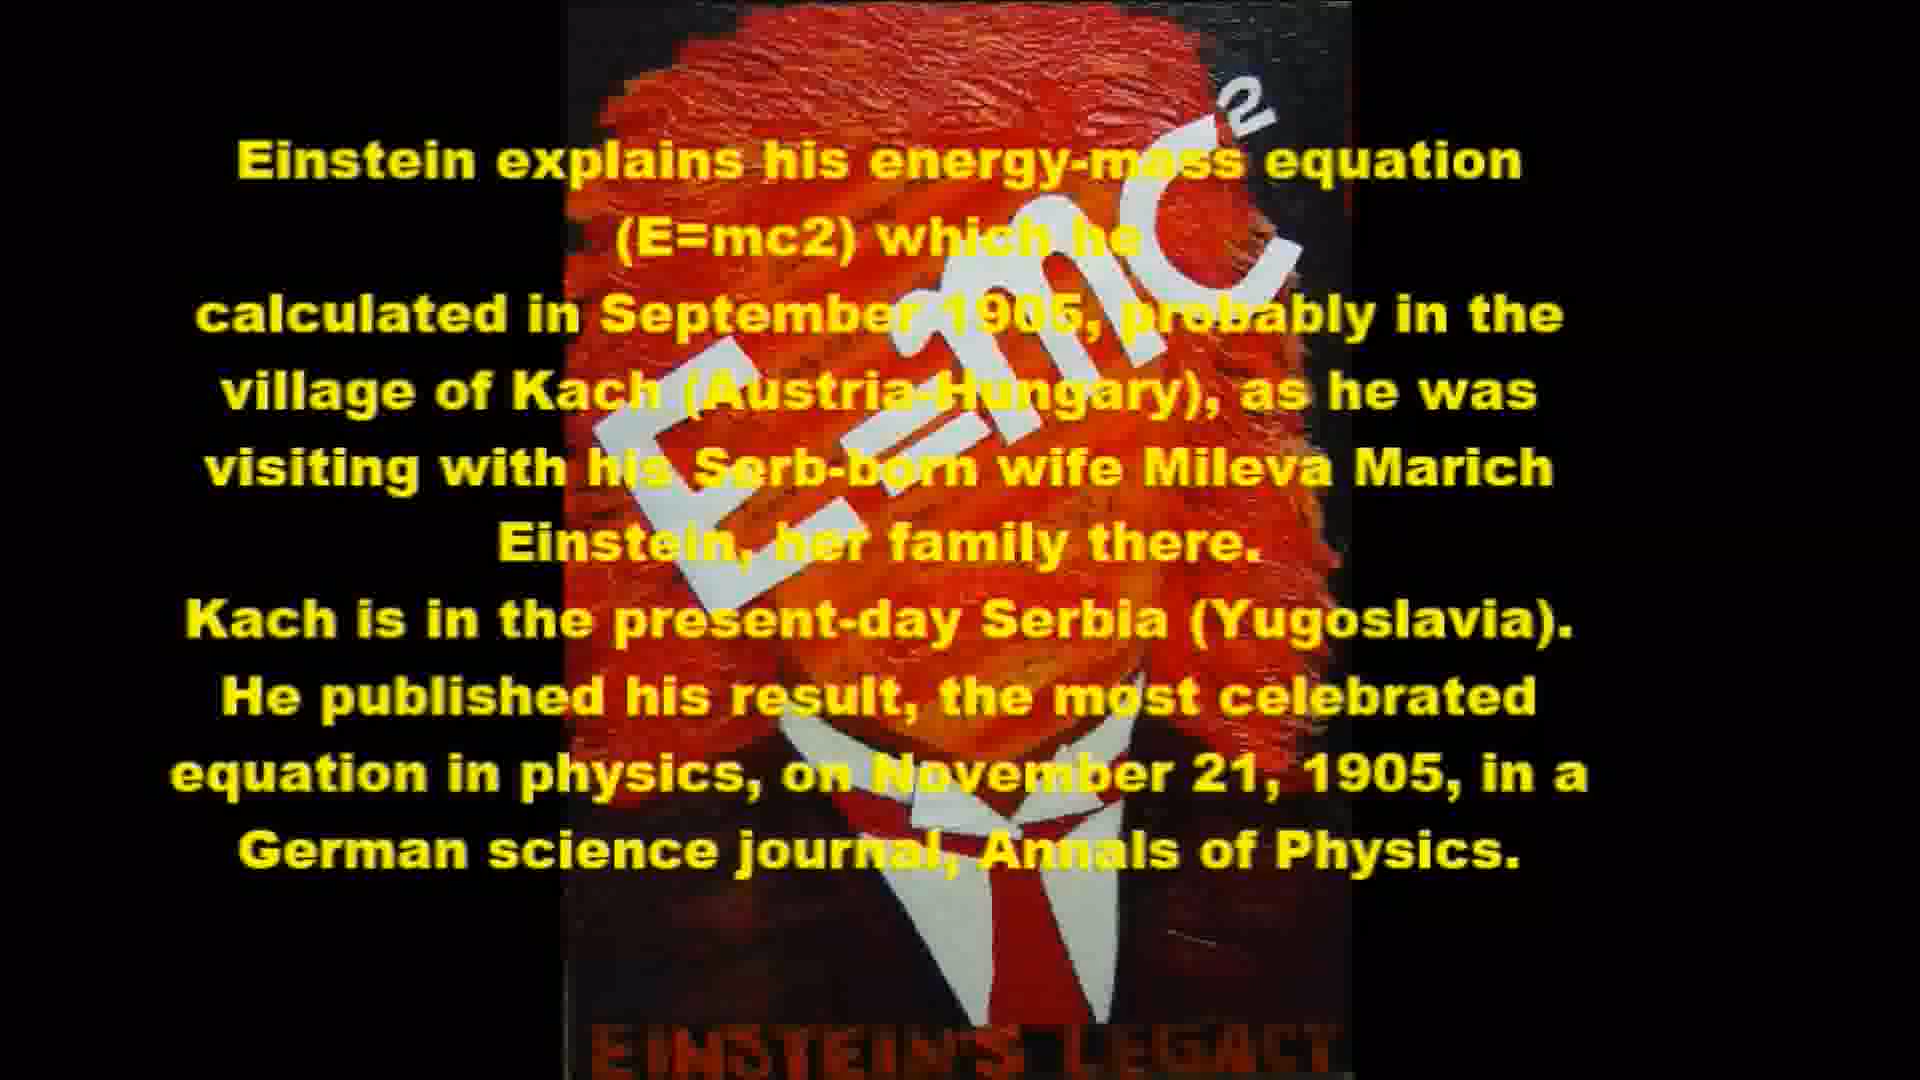 Einstein explains his energy-mass equation
(E=mc2) which he
calculated in September 1905, probably in the
village of Kach (Austria-Hungary), as he was
visiting with his Serb-born wife Mileva Marich
Einstein, her family there.
Kach is in the present-day Serbia (Yugoslavia).
He published his result, the most celebrated
equation in physics, on November 21, 1905, in a
German science journal, Annals of Physics.
E=mc²
EINSTEIN'S LEGACY